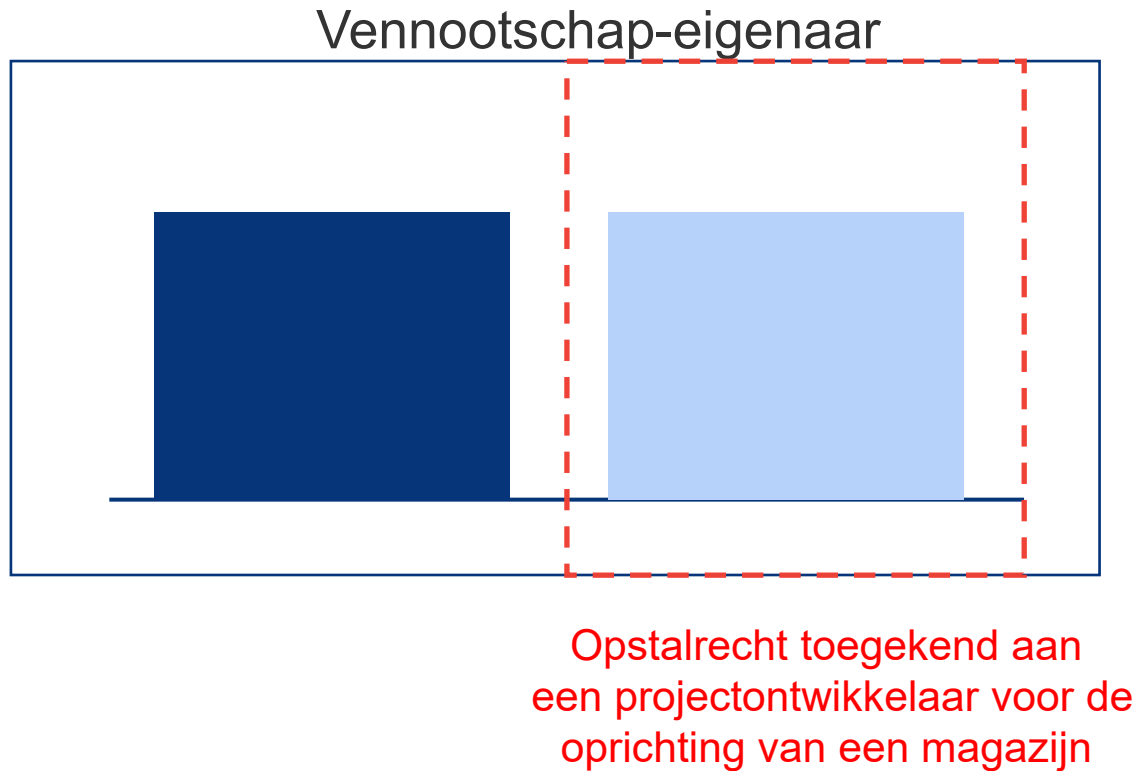 Vennootschap-eigenaar
Opstalrecht toegekend aan
een projectontwikkelaar voor de
oprichting van een magazijn